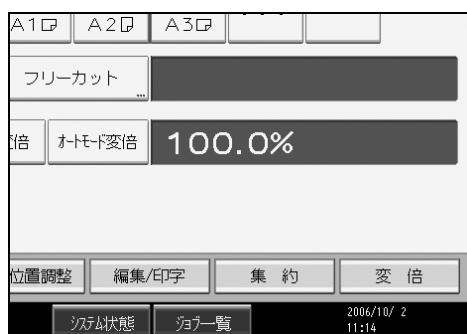 A1 A2 A3
フリーカット
変倍 オートモード変倍 100.0%
位置調整 編集/印字 集 約 変 倍
システム状態 ジョブ一覧 2006/10/ 2
11:14